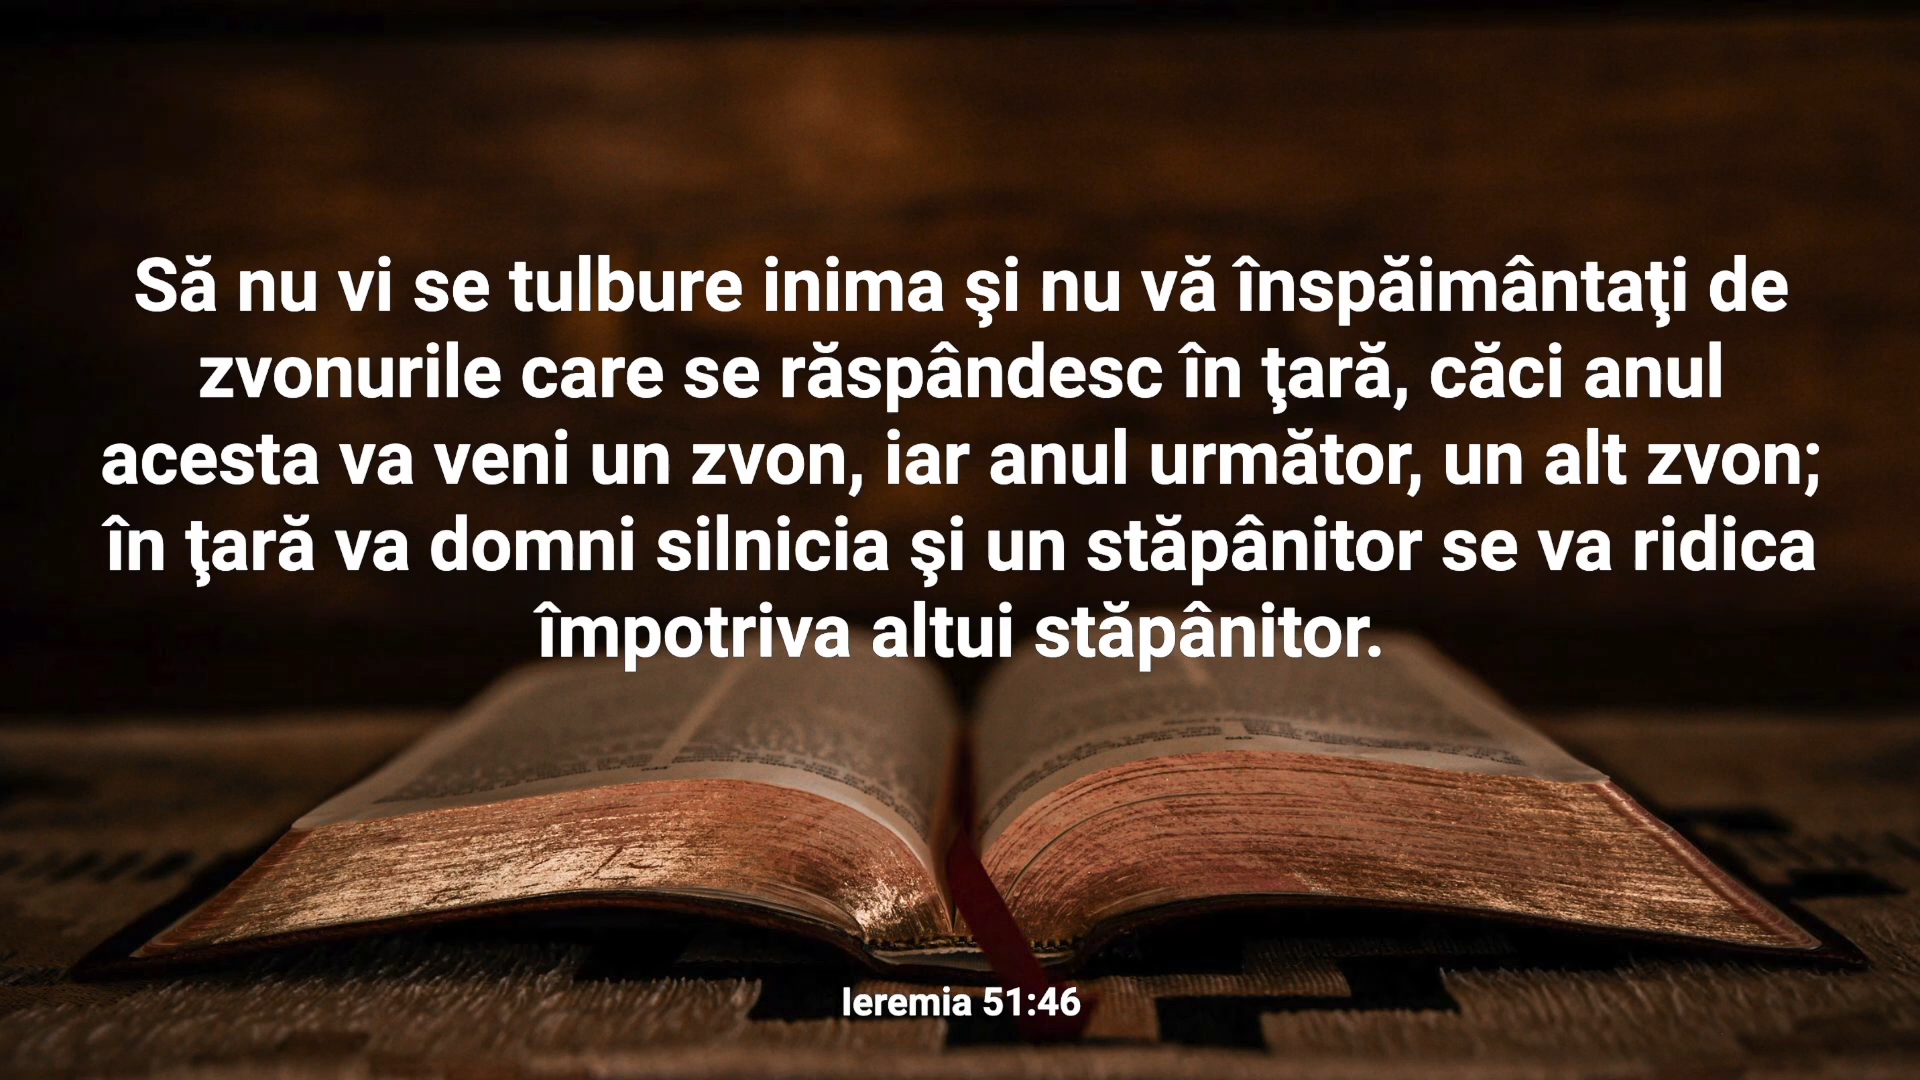 Să nu vi se tulbure inima şi nu vă înspăimântaţi de
zvonurile care se răspândesc în ţară, căci anul
acesta va veni un zvon, iar anul următor, un alt zvon;
în ţară va domni silnicia şi un stăpânitor se va ridica
împotriva altui stăpânitor.
Ieremia 51:46